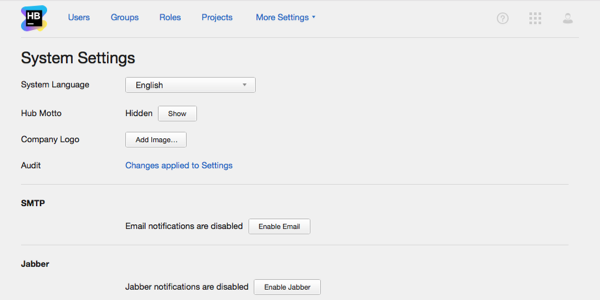 HB Users Groups Roles Projects More Settings
System Settings
System Language English
Hub Motto Hidden Show
Company Logo Add Image...
Audit Changes applied to Settings
SMTP
Email notifications are disabled Enable Email
Jabber
Jabber notifications are disabled Enable Jabber